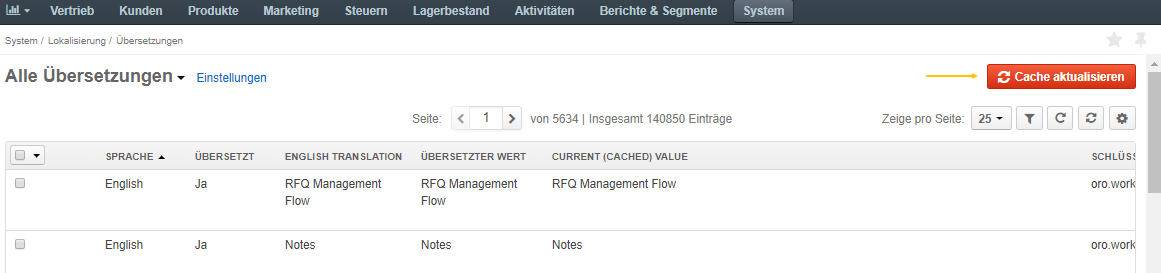 Vertrieb Kunden Produkte Marketing Steuern Lagerbestand Aktivitäten Berichte & Segmente System
System / Lokalisierung / Übersetzungen
Alle Übersetzungen Einstellungen Cache aktualisieren
Seite: 1 von 5634 | Insgesamt 140850 Einträge Zeige pro Seite: 25
SPRACHE ÜBERSETZT ENGLISH TRANSLATION ÜBERSETZTER WERT CURRENT (CACHED) VALUE SCHLÜSS
English Ja RFQ Management RFQ Management RFQ Management Flow oro.work
Flow Flow
English Ja Notes Notes Notes oro.work